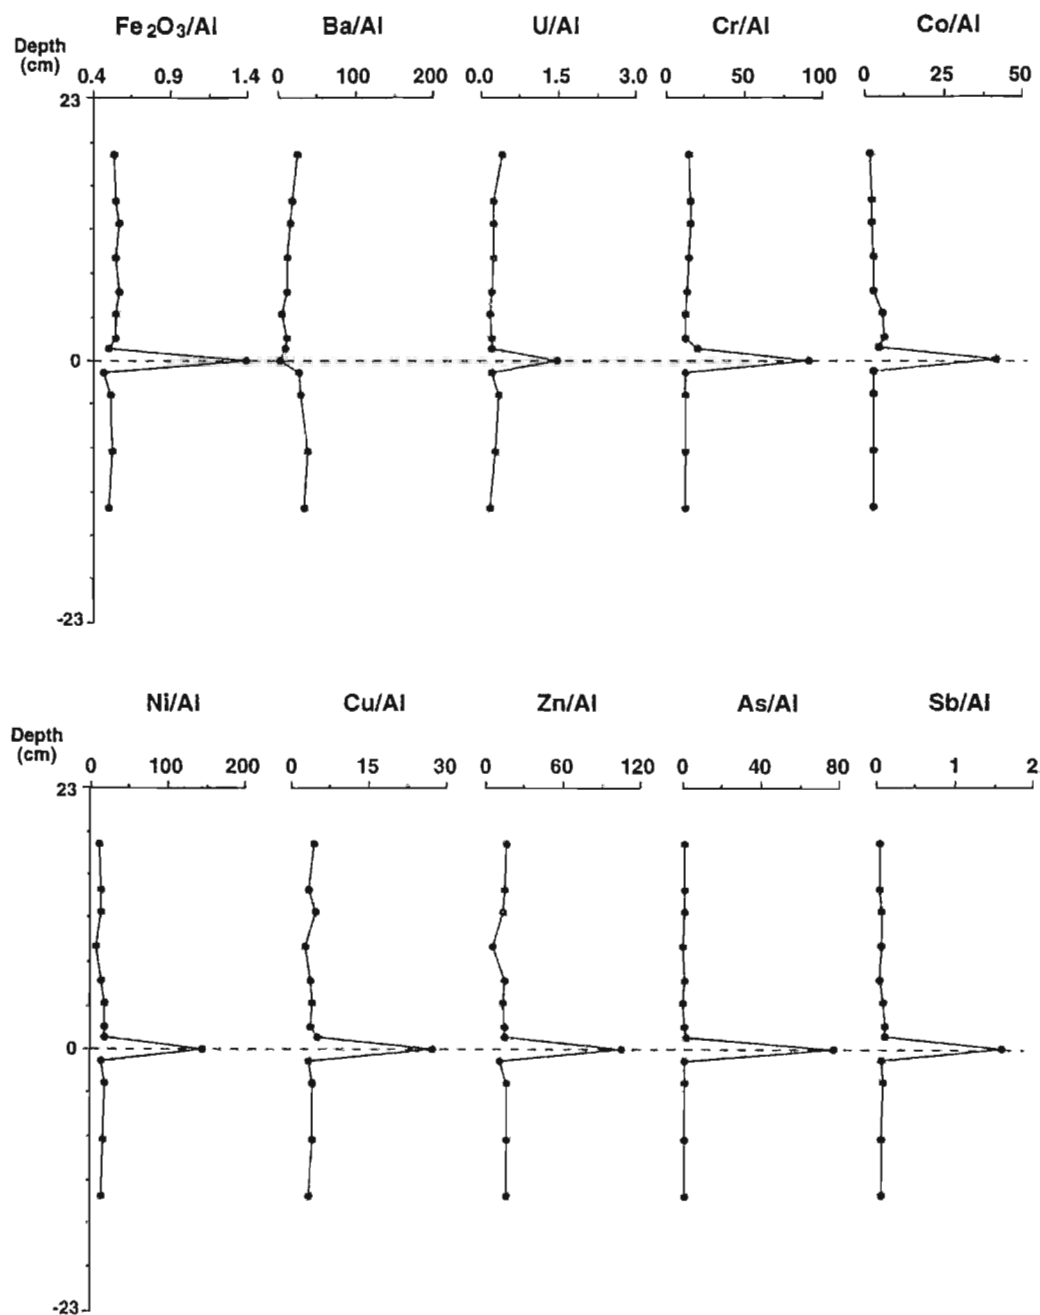 Fe2O3/Al Ba/Al U/Al Cr/Al Co/Al
Depth
(cm)
0.4 0.9 1.4 0 100 200 0.0 1.5 3.0 0 50 100 0 25 50
23
0
-23
Ni/Al Cu/Al Zn/Al As/Al Sb/Al
Depth
(cm)
0 100 200 0 15 30 0 60 120 0 40 80 0 1 2
23
0
-23